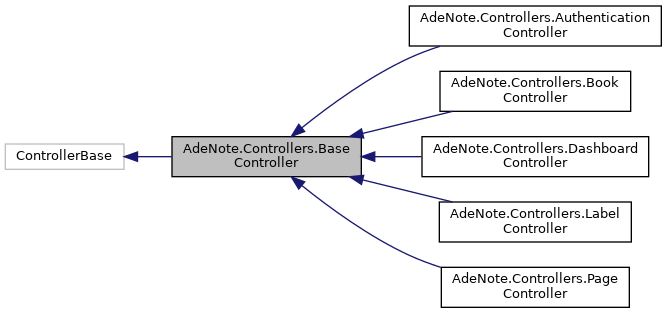 ControllerBase
AdeNote.Controllers.Base
Controller
AdeNote.Controllers.Authentication
Controller
AdeNote.Controllers.Book
Controller
AdeNote.Controllers.Dashboard
Controller
AdeNote.Controllers.Label
Controller
AdeNote.Controllers.Page
Controller